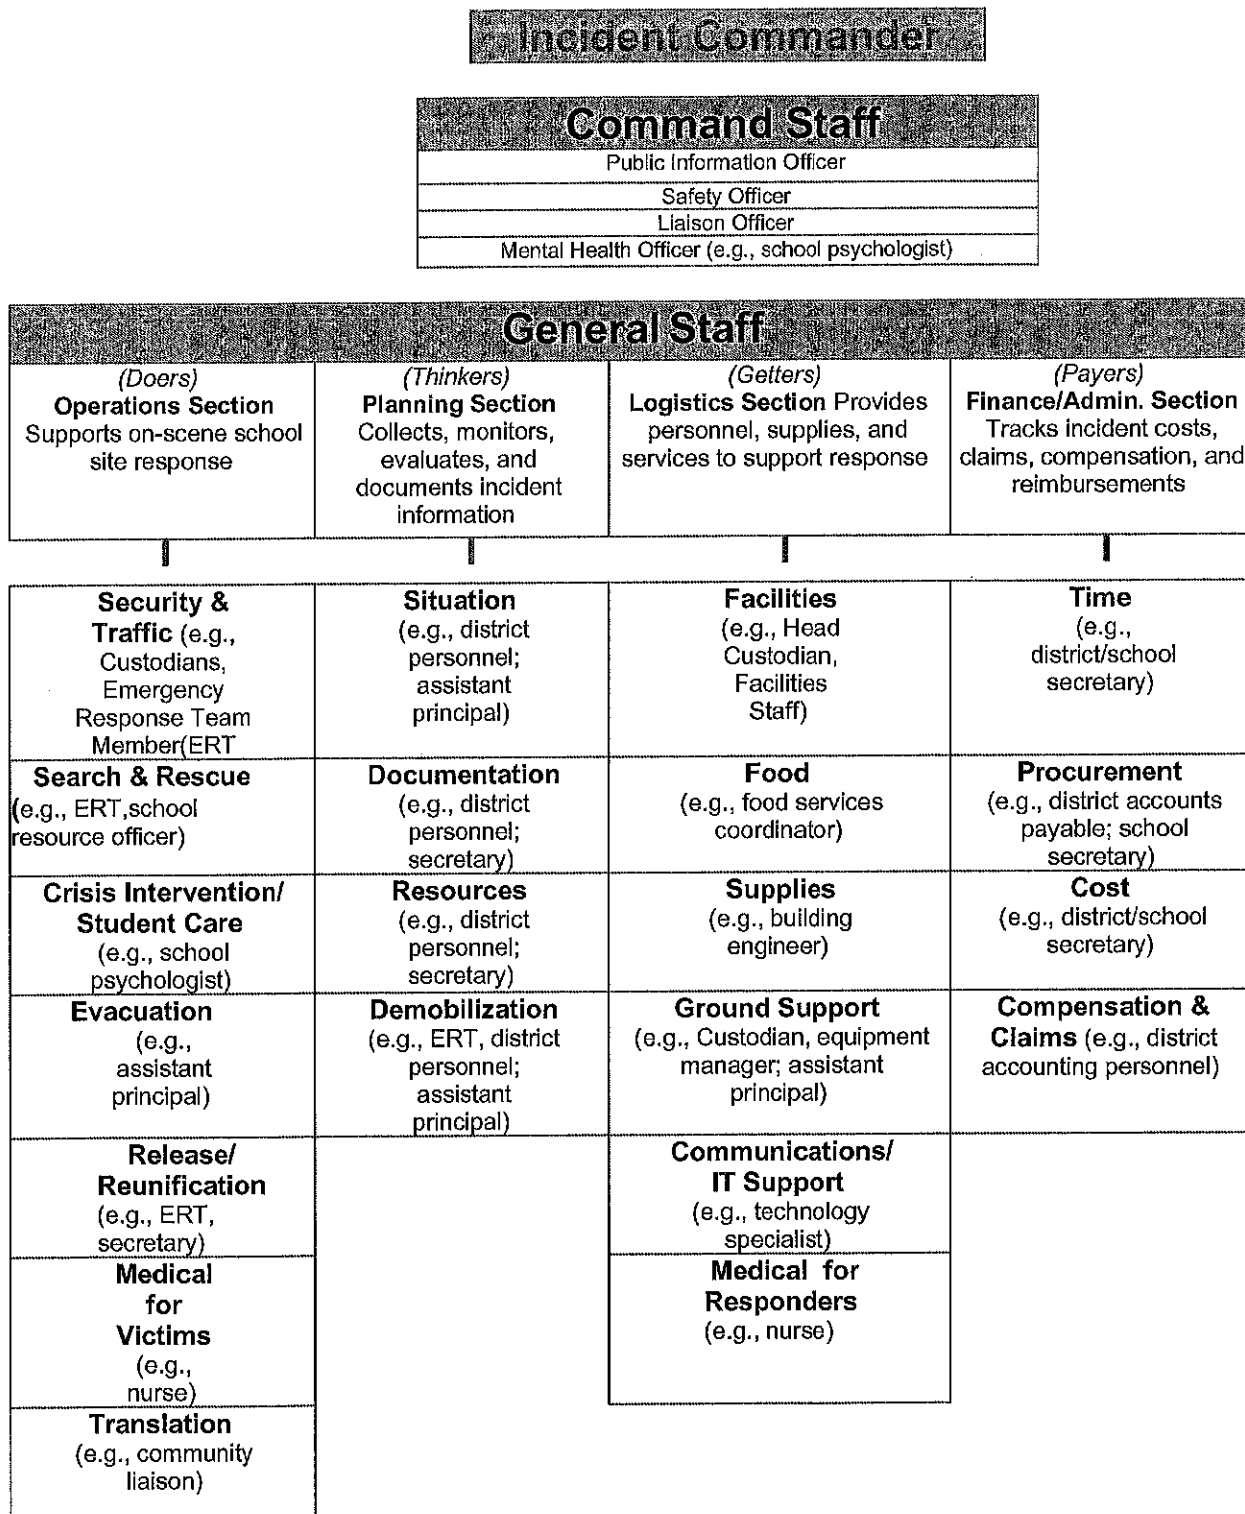 Incident Commander
Command Staff
Public Information Officer
Safety Officer
Liaison Officer
Mental Health Officer (e.g., school psychologist)
General Staff
(Doers)
Operations Section
Supports on-scene school
site response
(Thinkers)
Planning Section
Collects, monitors,
evaluates, and
documents incident
information
(Getters)
Logistics Section Provides
personnel, supplies, and
services to support response
(Payers)
Finance/Admin. Section
Tracks incident costs,
claims, compensation, and
reimbursements
Security &
Traffic (e.g.,
Custodians,
Emergency
Response Team
Member(ERT
Situation
(e.g., district
personnel;
assistant
principal)
Facilities
(e.g., Head
Custodian,
Facilities
Staff)
Time
(e.g.,
district/school
secretary)
Search & Rescue
(e.g., ERT,school
resource officer)
Documentation
(e.g., district
personnel;
secretary)
Food
(e.g., food services
coordinator)
Procurement
(e.g., district accounts
payable; school
secretary)
Crisis Intervention/
Student Care
(e.g., school
psychologist)
Resources
(e.g., district
personnel;
secretary)
Supplies
(e.g., building
engineer)
Cost
(e.g., district/school
secretary)
Evacuation
(e.g.,
assistant
principal)
Demobilization
(e.g., ERT, district
personnel;
assistant
principal)
Ground Support
(e.g., Custodian, equipment
manager; assistant
principal)
Compensation &
Claims (e.g., district
accounting personnel)
Release/
Reunification
(e.g., ERT,
secretary)
Communications/
IT Support
(e.g., technology
specialist)
Medical
for
Victims
(e.g.,
nurse)
Medical for
Responders
(e.g., nurse)
Translation
(e.g., community
liaison)